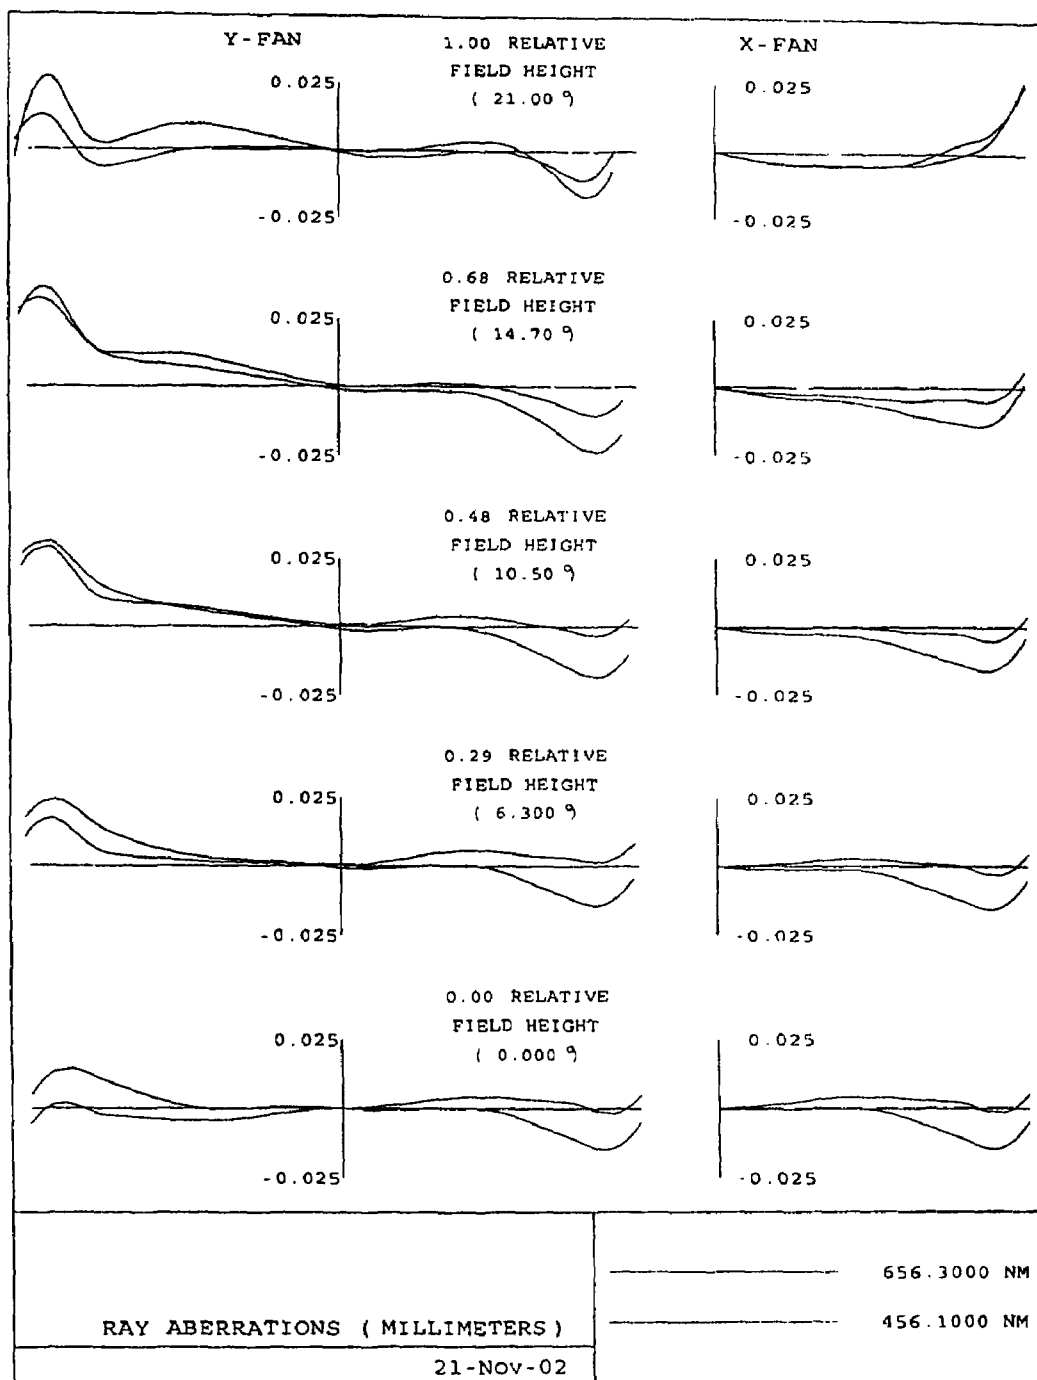 Y-FAN
1.00 RELATIVE
FIELD HEIGHT
( 21.00 º)
X-FAN
0.025
0.025
-0.025
-0.025
0.68 RELATIVE
FIELD HEIGHT
( 14.70 º)
0.025
0.025
-0.025
-0.025
0.48 RELATIVE
FIELD HEIGHT
( 10.50 º)
0.025
0.025
-0.025
-0.025
0.29 RELATIVE
FIELD HEIGHT
( 6.300 º)
0.025
0.025
-0.025
-0.025
0.00 RELATIVE
FIELD HEIGHT
( 0.000 º)
0.025
0.025
-0.025
-0.025
656.3000 NM
456.1000 NM
RAY ABERRATIONS ( MILLIMETERS )
21-Nov-02